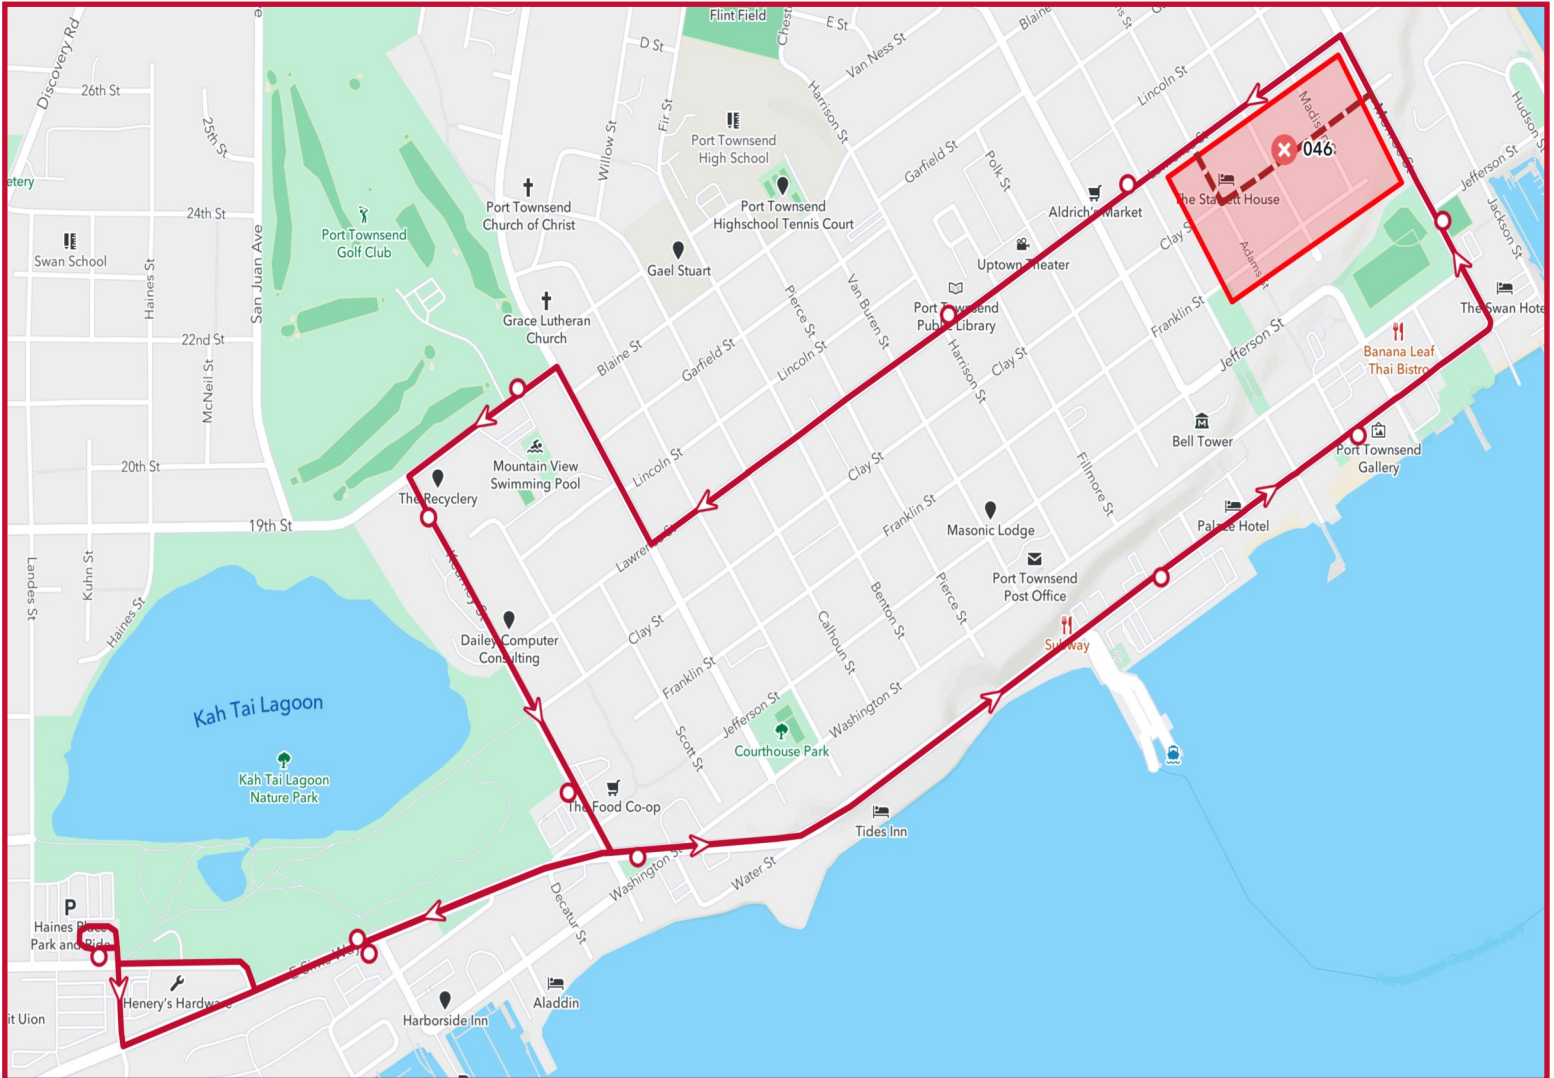 Discovery Rd
26th St
25th St
etery
24th St
Swan School
Haines St
San Juan Ave
22nd St
McNeil St
20th St
19th St
Landes St
Kuhn St
Haines St
Port Townsend
Golf Club
Flint Field
D St
E St
Fir St
Willow St
Van Ness St
Harrison St
Port Townsend
High School
Port Townsend
Highschool Tennis Court
Port Townsend
Church of Christ
Gael Stuart
Grace Lutheran
Church
Blaine St
Garfield St
Lincoln St
Pierce St
Van Buren St
Garfield St
Polk St
Lincoln St
Aldrich's Market
Uptown Theater
Port Townsend
Public Library
Harrison St
Clay St
046
The Starrett House
Adams St
Franklin St
Jefferson St
Monroe St
Jefferson St
Jackson St
Hudson St
The Swan Hote
Banana Leaf
Thai Bistro
Bell Tower
Port Townsend
Gallery
Palace Hotel
Fillmore St
Masonic Lodge
Port Townsend
Post Office
Subway
Mountain View
Swimming Pool
The Recyclery
Lincoln St
Lawrence St
Clay St
Franklin St
Kearney St
Dailey Computer
Consulting
Clay St
Franklin St
Benton St
Pierce St
Calhoun St
Jefferson St
Washington St
Scott St
Courthouse Park
Kah Tai Lagoon
Kah Tai Lagoon
Nature Park
The Food Co-op
Tides Inn
Washington St
Water St
Decatur St
P
Haines Place
Park and Ride
E Sims Way
Henery's Hardware
it Uion
Harborside Inn
Aladdin